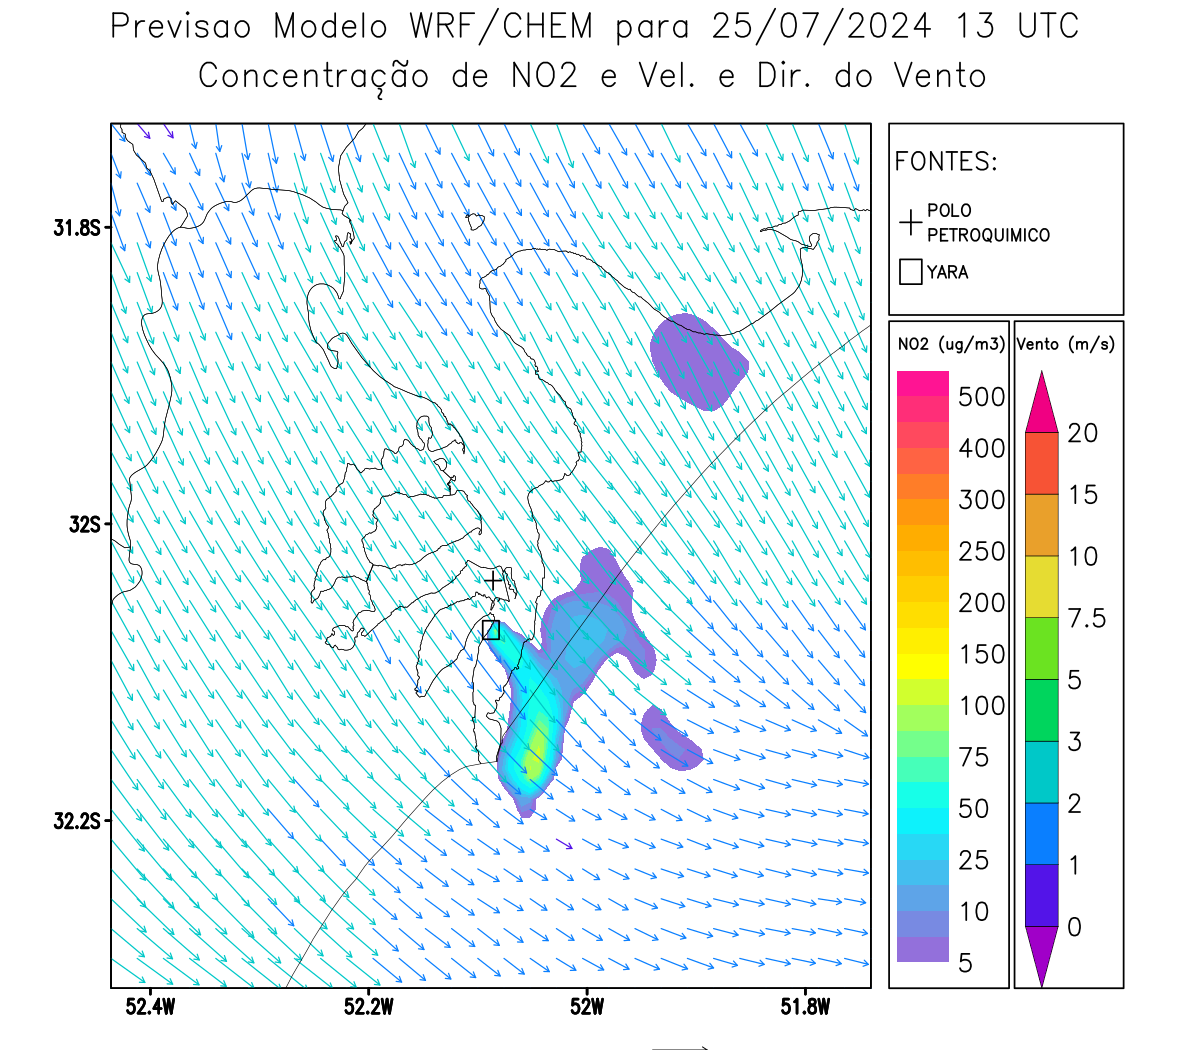 Previsao Modelo WRF/CHEM para 25/07/2024 13 UTC
Concentração de NO2 e Vel. e Dir. do Vento
FONTES:
POLO
PETROQUIMICO
YARA
31.8S
32S
32.2S
52.4W
52.2W
52W
51.8W
NO2 (ug/m3)
500
400
300
250
200
150
100
75
50
25
10
5
Vento (m/s)
20
15
10
7.5
5
3
2
1
0